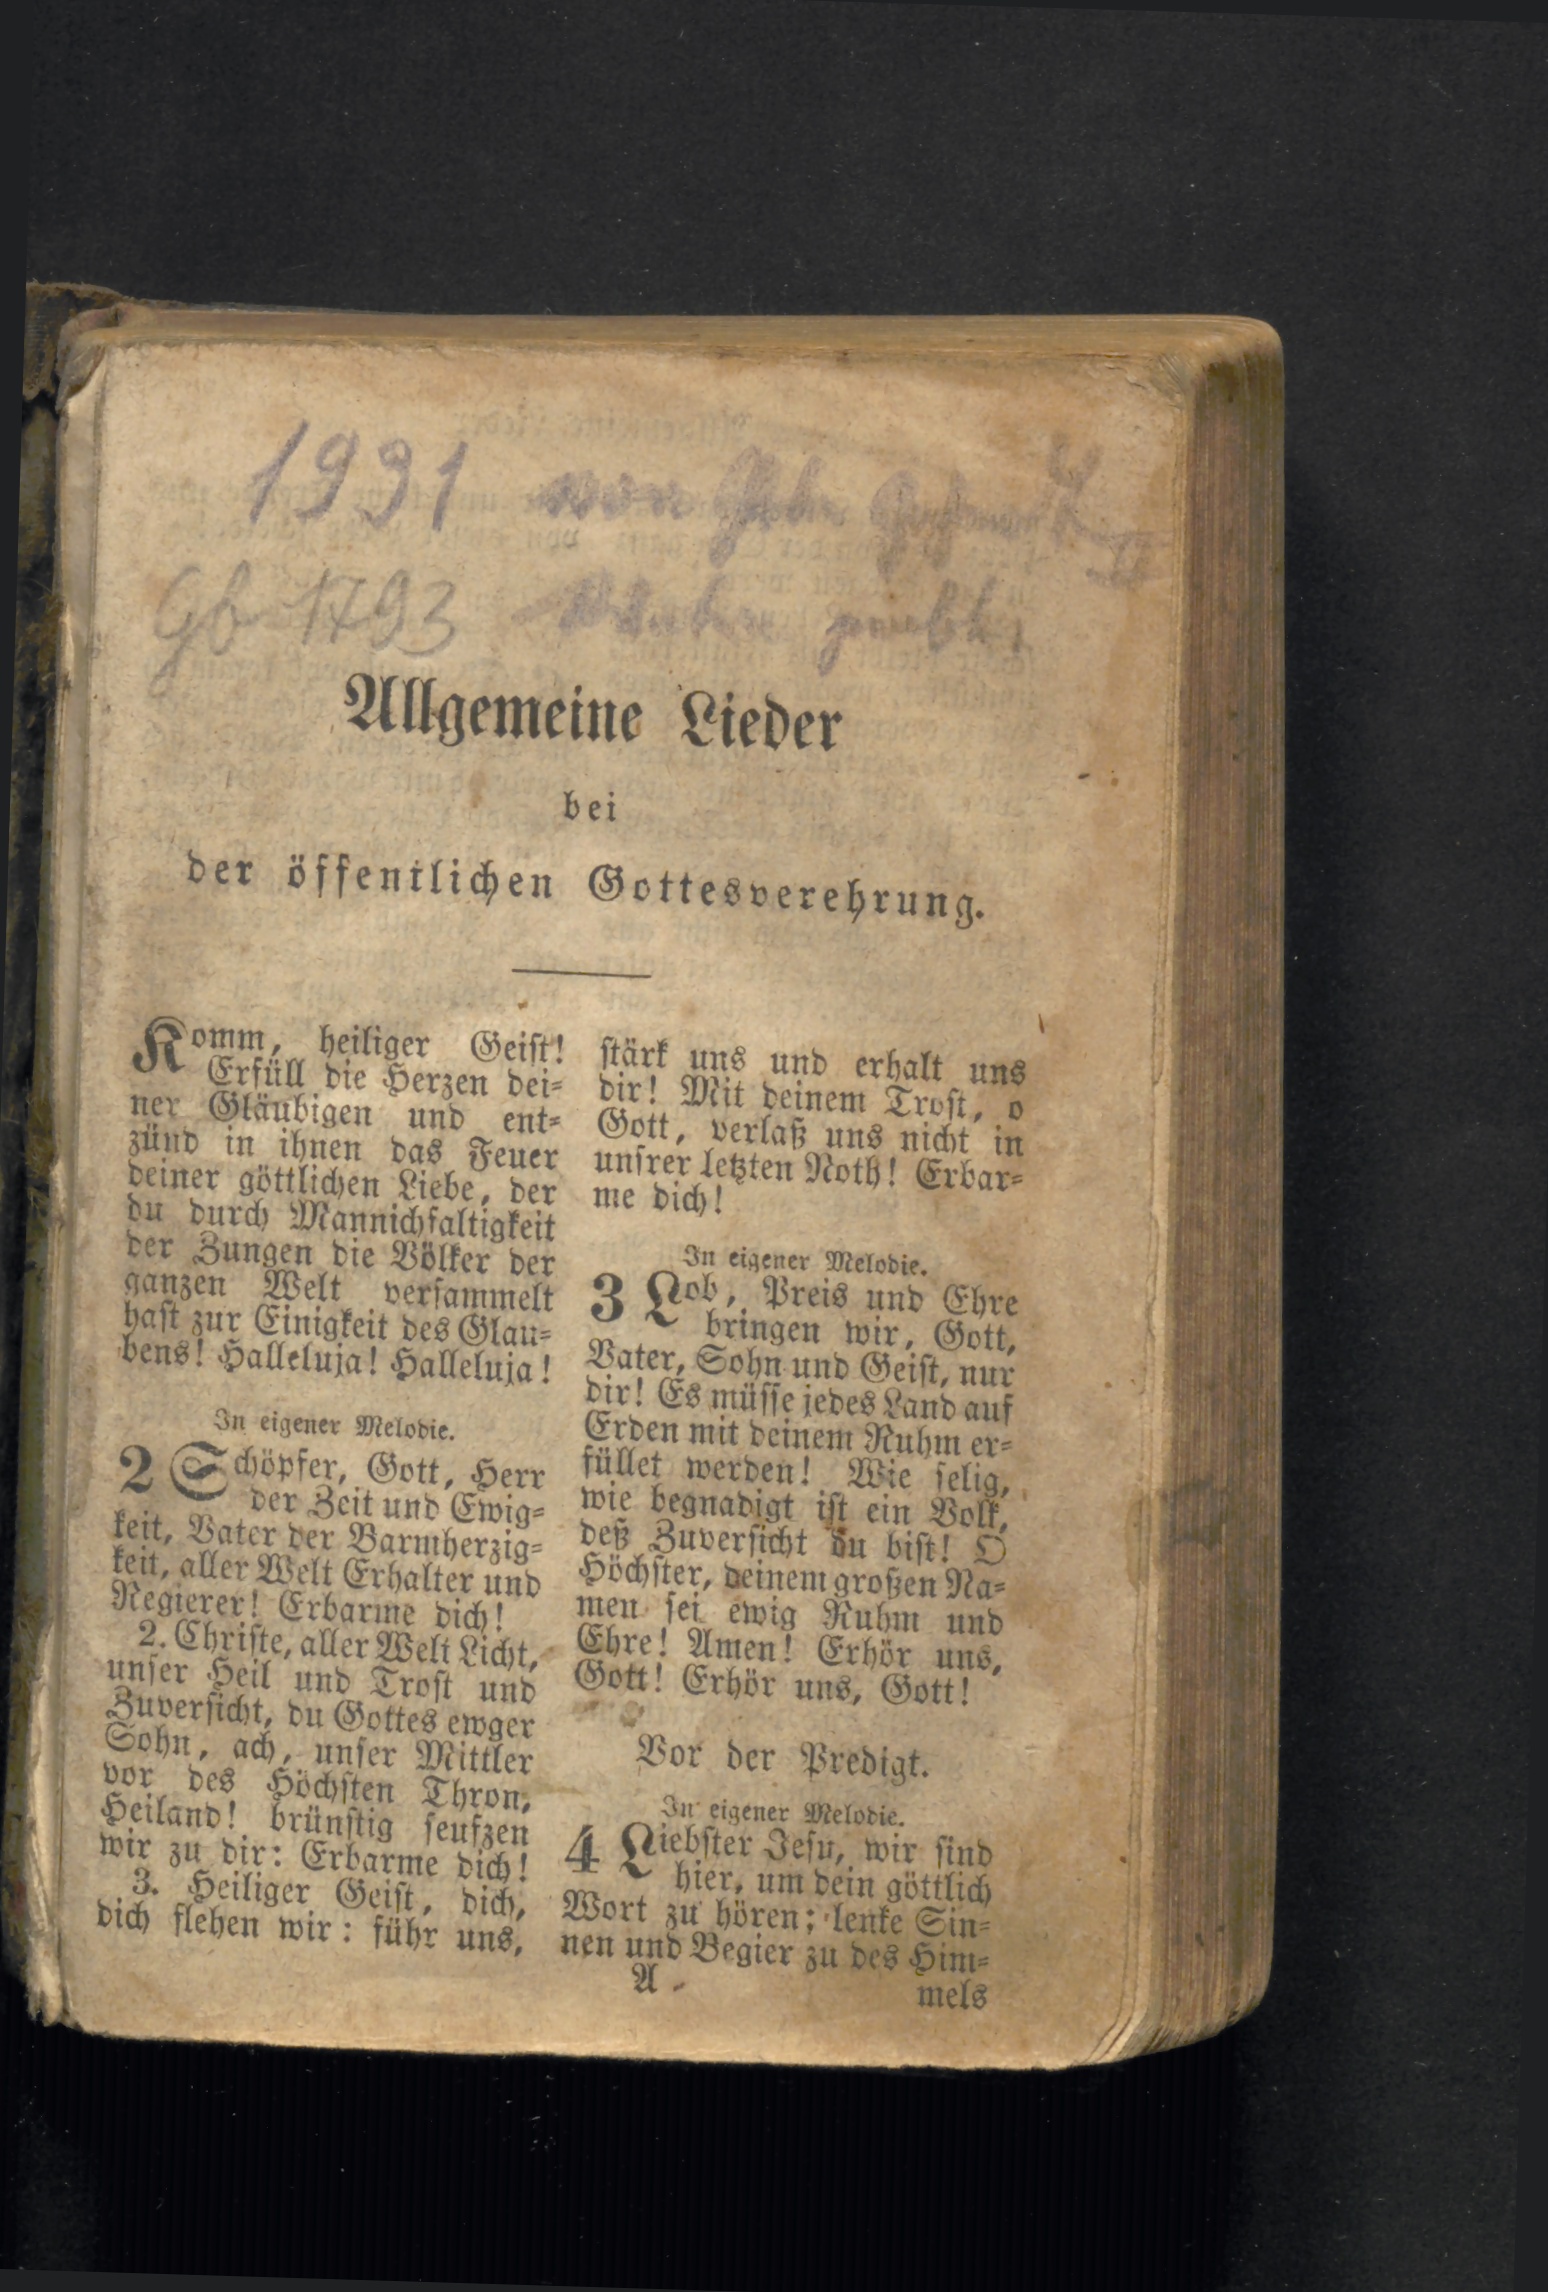 1931 von
Gb 1793
Allgemeine Lieder
bei
der öffentlichen Gottesverehrung.
Komm, heiliger Geist!
Erfüll die Herzen dei-
ner Gläubigen und ent-
zünd in ihnen das Feuer
deiner göttlichen Liebe, der
du durch Mannichfaltigkeit
der Zungen die Völker der
ganzen Welt versammelt
hast zur Einigkeit des Glau-
bens! Halleluja! Halleluja!
In eigener Melodie.
2 Schöpfer, Gott, Herr
der Zeit und Ewig-
keit, Vater der Barmherzig-
keit, aller Welt Erhalter und
Regierer! Erbarme dich!
2. Christe, aller Welt Licht,
unser Heil und Trost und
Zuversicht, du Gottes ewger
Sohn, ach, unser Mittler
vor des Höchsten Thron,
Heiland! brünstig seufzen
wir zu dir: Erbarme dich!
3. Heiliger Geist, dich,
dich flehen wir: führ uns,
stärk uns und erhalt uns
dir! Mit deinem Trost, o
Gott, verlaß uns nicht in
unsrer letzten Noth! Erbar-
me dich!
In eigener Melodie.
3 Lob, Preis und Ehre
bringen wir, Gott,
Vater, Sohn und Geist, nur
dir! Es müsse jedes Land auf
Erden mit deinem Ruhm er-
füllet werden! Wie selig,
wie begnadigt ist ein Volk,
deß Zuversicht du bist! O
Höchster, deinem großen Na-
men sei ewig Ruhm und
Ehre! Amen! Erhör uns,
Gott! Erhör uns, Gott!
Vor der Predigt.
In eigener Melodie.
4 Liebster Jesu, wir sind
hier, um dein göttlich
Wort zu hören; lenke Sin-
nen und Begier zu des Him-
A
mels